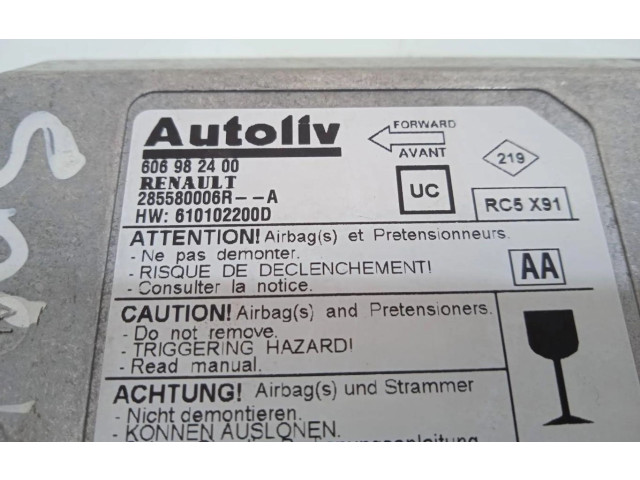 Autoliv
FORWARD
AVANT
219
606 98 24 00
RENAULT
285580006R--A
HW: 610102200D
UC
RC5 X91
ATTENTION! Airbag(s) et Pretensionneurs.
- Ne pas demonter.
- RISQUE DE DECLENCHEMENT!
- Consulter la notice.
AA
CAUTION! Airbag(s) and Pretensioners.
- Do not remove.
- TRIGGERING HAZARD!
- Read manual.
ACHTUNG! Airbag(s) und Strammer
- Nicht demontieren.
- KONNEN AUSLONEN.